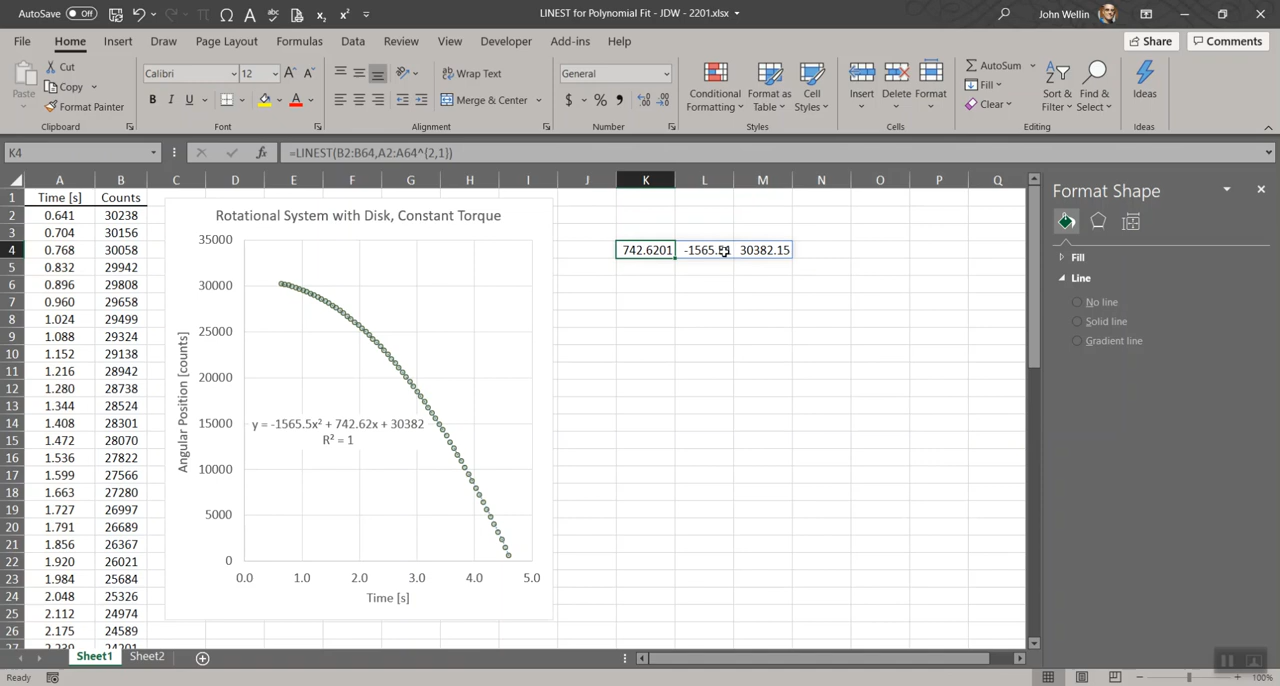 AutoSave Off
LINEST for Polynomial Fit - JDW - 2201.xlsx
John Wellin
File Home Insert Draw Page Layout Formulas Data Review View Developer Add-ins Help
Share Comments
Paste
Cut
Copy
Format Painter
Clipboard
Calibri 12
B I U
Font
Wrap Text
Merge & Center
Alignment
General
$ % 9
Number
Conditional Formatting
Format as Table
Cell Styles
Styles
Insert Delete Format
Cells
AutoSum
Fill
Clear
Sort & Filter
Find & Select
Editing
Ideas
Ideas
K4
fx =LINEST(B2:B64,A2:A64^{2,1})
A B C D E F G H I J K L M N O P Q
1 Time [s] Counts
2 0.641 30238
3 0.704 30156
4 0.768 30058
5 0.832 29942
6 0.896 29808
7 0.960 29658
8 1.024 29499
9 1.088 29324
10 1.152 29138
11 1.216 28942
12 1.280 28738
13 1.344 28524
14 1.408 28301
15 1.472 28070
16 1.536 27822
17 1.599 27566
18 1.663 27280
19 1.727 26997
20 1.791 26689
21 1.856 26367
22 1.920 26021
23 1.984 25684
24 2.048 25326
25 2.112 24974
26 2.175 24589
27 2.239 24201
Rotational System with Disk, Constant Torque
35000
30000
25000
20000
15000
10000
5000
0
Angular Position [counts]
y = -1565.5x² + 742.62x + 30382
R² = 1
0.0 1.0 2.0 3.0 4.0 5.0
Time [s]
742.6201 30382.15
Format Shape
Fill
Line
No line
Solid line
Gradient line
Sheet1 Sheet2
Ready
100%